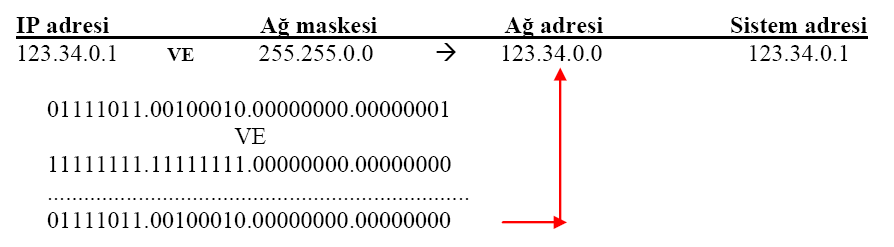 IP adresi Ağ maskesi Ağ adresi Sistem adresi
123.34.0.1 VE 255.255.0.0 → 123.34.0.0 123.34.0.1
01111011.00100010.00000000.00000001
VE
11111111.11111111.00000000.00000000
.....................................................................
01111011.00100010.00000000.00000000